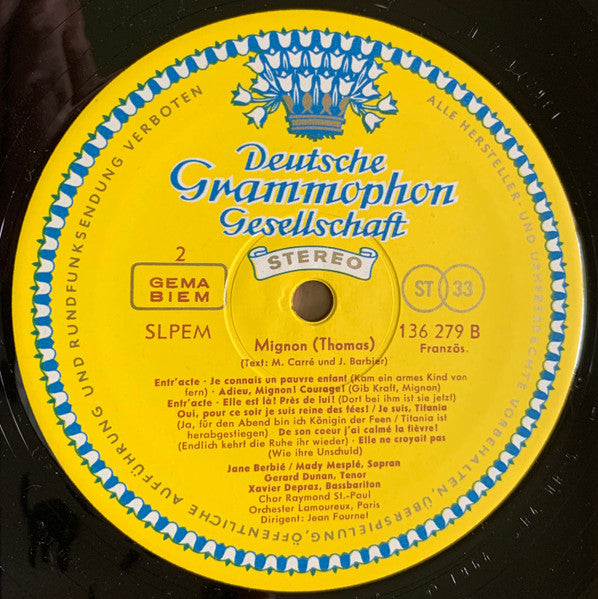 Deutsche
Grammophon
Gesellschaft
STEREO
2
GEMA
BIEM
SLPEM
ST 33
136 279 B
Französ.
Mignon (Thomas)
(Text: M. Carré und J. Barbier)
Entr'acte · Je connais un pauvre enfant (Kam ein armes Kind von
fern) · Adieu, Mignon! Courage! (Gib Kraft, Mignon)
Entr'acte · Elle est là! Près de lui! (Dort bei ihm ist sie jetzt)
Oui, pour ce soir je suis reine des fées! / Je suis, Titania
(Ja, für den Abend bin ich Königin der Feen / Titania ist
herabgestiegen) · De son coeur j'ai calmé la fièvre!
(Endlich kehrt die Ruhe ihr wieder) · Elle ne croyait pas
(Wie ihre Unschuld)
Jane Berbié / Mady Mesplé, Sopran
Gerard Dunan, Tenor
Xavier Depraz, Bassbariton
Chor Raymond St.-Paul
Orchester Lamoureux, Paris
Dirigent: Jean Fournet
ALLE HERSTELLER- UND URHEBERRECHTE VORBEHALTEN. ÜBERSPIELUNG, ÖFFENTLICHE AUFFÜHRUNG UND RUNDFUNKSENDUNG VERBOTEN